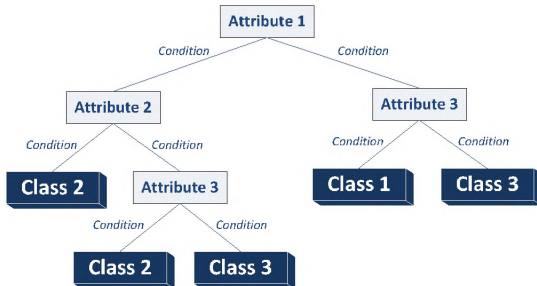 Attribute 1
Condition
Condition
Attribute 2
Attribute 3
Condition
Condition
Condition
Condition
Class 2
Attribute 3
Class 1
Class 3
Condition
Condition
Class 2
Class 3